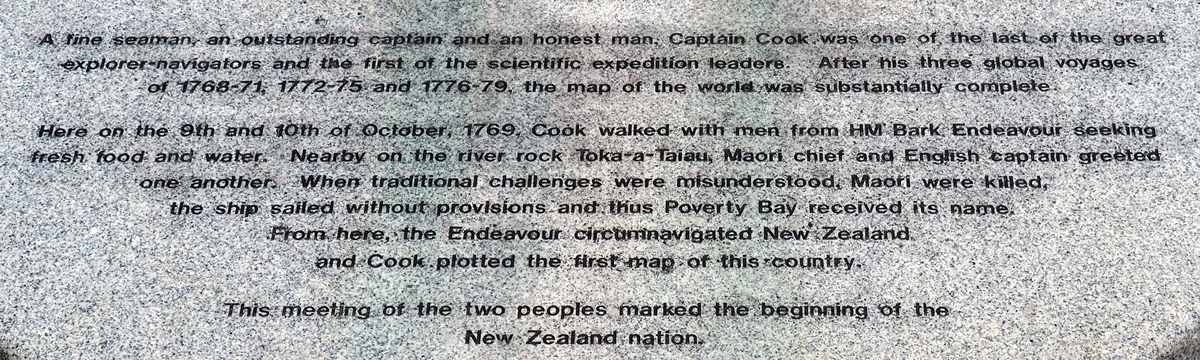 A fine seaman, an outstanding captain and an honest man, Captain Cook was one of the last of the great
explorer-navigators and the first of the scientific expedition leaders. After his three global voyages
of 1768-71, 1772-75 and 1776-79, the map of the world was substantially complete.
Here on the 9th and 10th of October, 1769, Cook walked with men from HM Bark Endeavour seeking
fresh food and water. Nearby on the river rock Toka-a-Taiau, Maori chief and English captain greeted
one another. When traditional challenges were misunderstood, Maori were killed,
the ship sailed without provisions and thus Poverty Bay received its name.
From here, the Endeavour circumnavigated New Zealand
and Cook plotted the first map of this country.
This meeting of the two peoples marked the beginning of the
New Zealand nation.